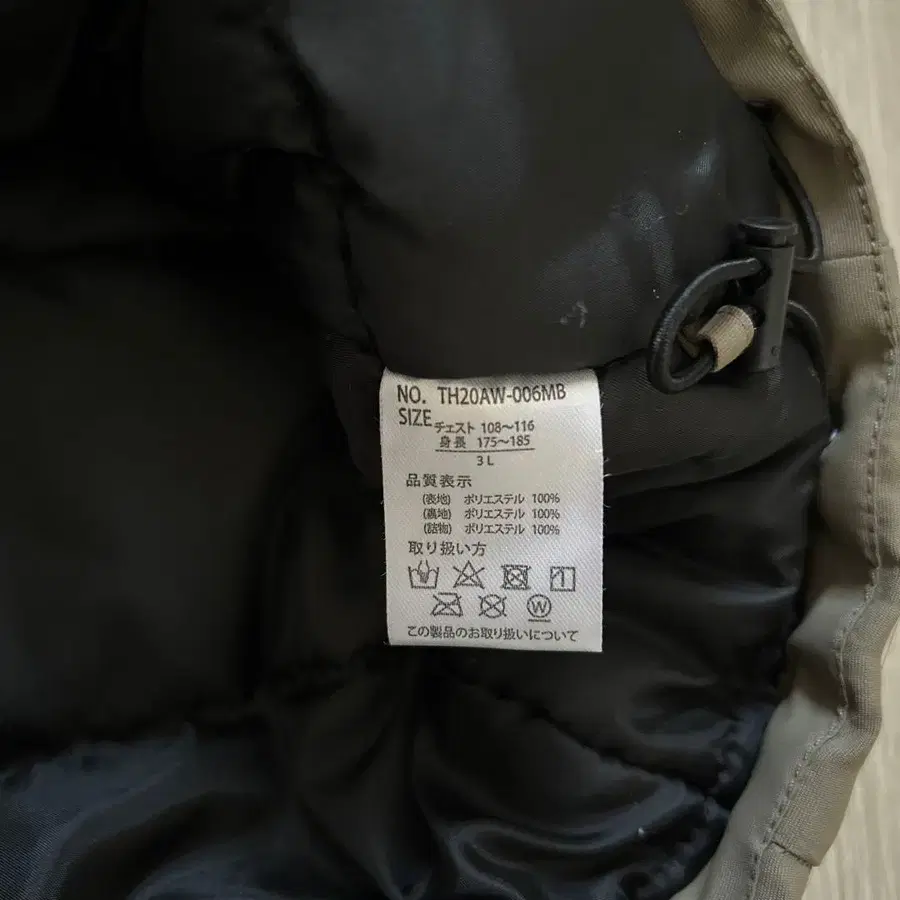 NO. TH20AW-006MB
SIZE チェスト 108〜116
身長 175〜185
3L
品質表示
(表地) ポリエステル 100%
(裏地) ポリエステル 100%
(詰物) ポリエステル 100%
取り扱い方
W
この製品のお取り扱いについて